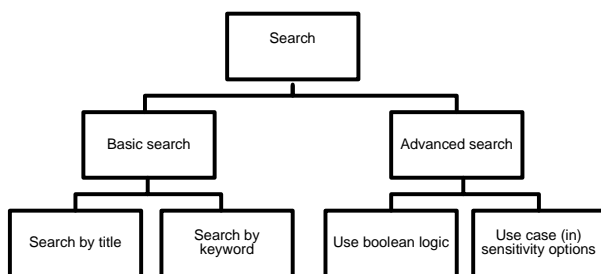 Search
Basic search
Advanced search
Search by title
Search by
keyword
Use boolean logic
Use case (in)
sensitivity options